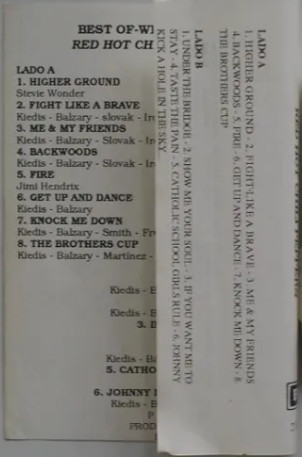 BEST OF-WI
RED HOT CH
LADO A
1. HIGHER GROUND
Stevie Wonder
2. FIGHT LIKE A BRAVE
Kiedis - Balzary - slovak - Ir
3. ME & MY FRIENDS
Kiedis - Balzary - Slovak - Ir
4. BACKWOODS
Kiedis - Balzary - Slovak - Ir
5. FIRE
Jimi Hendrix
6. GET UP AND DANCE
Kiedis - Balzary
7. KNOCK ME DOWN
Kiedis - Balzary - Smith - Fr
8. THE BROTHERS CUP
Kiedis - Balzary - Martinez -
Kiedis - B
Kiedis - B
3. I
Kiedis - Ba
5. CATHO
6. JOHNNY
Kiedis - B
P
PROD
LADO A
1. HIGHER GROUND - 2. FIGHT LIKE A BRAVE - 3. ME & MY FRIENDS
4. BACKWOODS - 5. FIRE - 6. GET UP AND DANCE - 7. KNOCK ME DOWN - 8.
THE BROTHERS CUP
LADO B
1. UNDER THE BRIDGE - 2. SHOW ME YOUR SOUL - 3. IF YOU WANT ME TO
STAY - 4. TASTE THE PAIN - 5. CATHOLIC SCHOOL GIRLS RULE - 6. JOHNNY
KICK A HOLE IN THE SKY